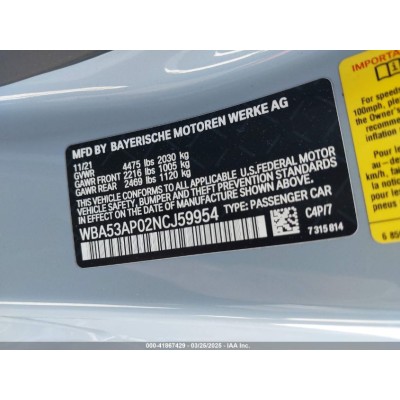 MFD BY BAYERISCHE MOTOREN WERKE AG
11/21
GVWR 4475 lbs 2030 kg
GAWR FRONT 2216 lbs 1005 kg
GAWR REAR 2469 lbs 1120 kg
THIS VEHICLE CONFORMS TO ALL APPLICABLE U.S. FEDERAL MOTOR
VEHICLE SAFETY, BUMPER AND THEFT PREVENTION STANDARDS
IN EFFECT ON THE DATE OF MANUFACTURE SHOWN ABOVE.
WBA53AP02NCJ59954 TYPE: PASSENGER CAR
C4P/7
7 315 814
IMPORTA
For speeds
100mph,
the Owner's
000-41967429 - 03/26/2025 - IAA Inc.